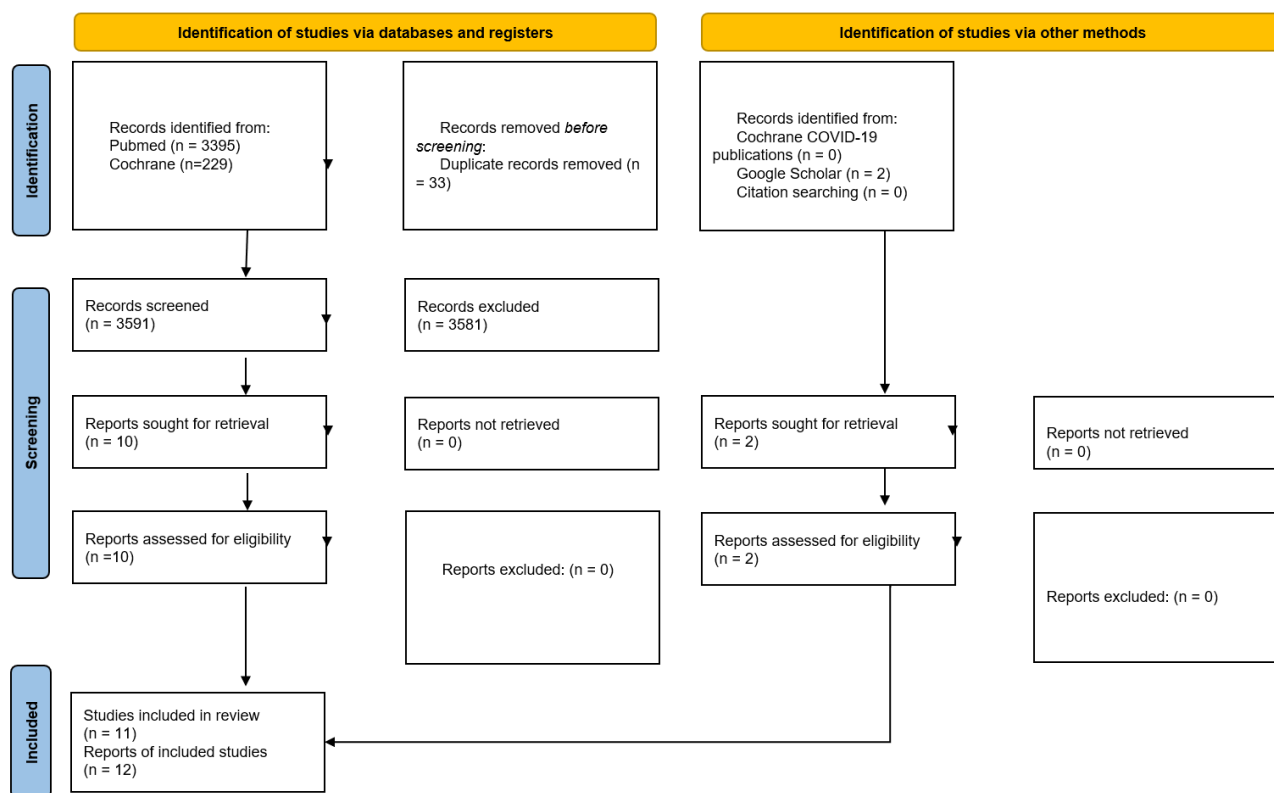 Identification of studies via databases and registers
Identification of studies via other methods
Identification
Records identified from:
Pubmed (n = 3395)
Cochrane (n=229)
Records removed before
screening:
Duplicate records removed (n
= 33)
Records identified from:
Cochrane COVID-19
publications (n = 0)
Google Scholar (n = 2)
Citation searching (n = 0)
Screening
Records screened
(n = 3591)
Records excluded
(n = 3581)
Reports sought for retrieval
(n = 10)
Reports not retrieved
(n = 0)
Reports sought for retrieval
(n = 2)
Reports not retrieved
(n = 0)
Reports assessed for eligibility
(n =10)
Reports excluded: (n = 0)
Reports assessed for eligibility
(n = 2)
Reports excluded: (n = 0)
Included
Studies included in review
(n = 11)
Reports of included studies
(n = 12)